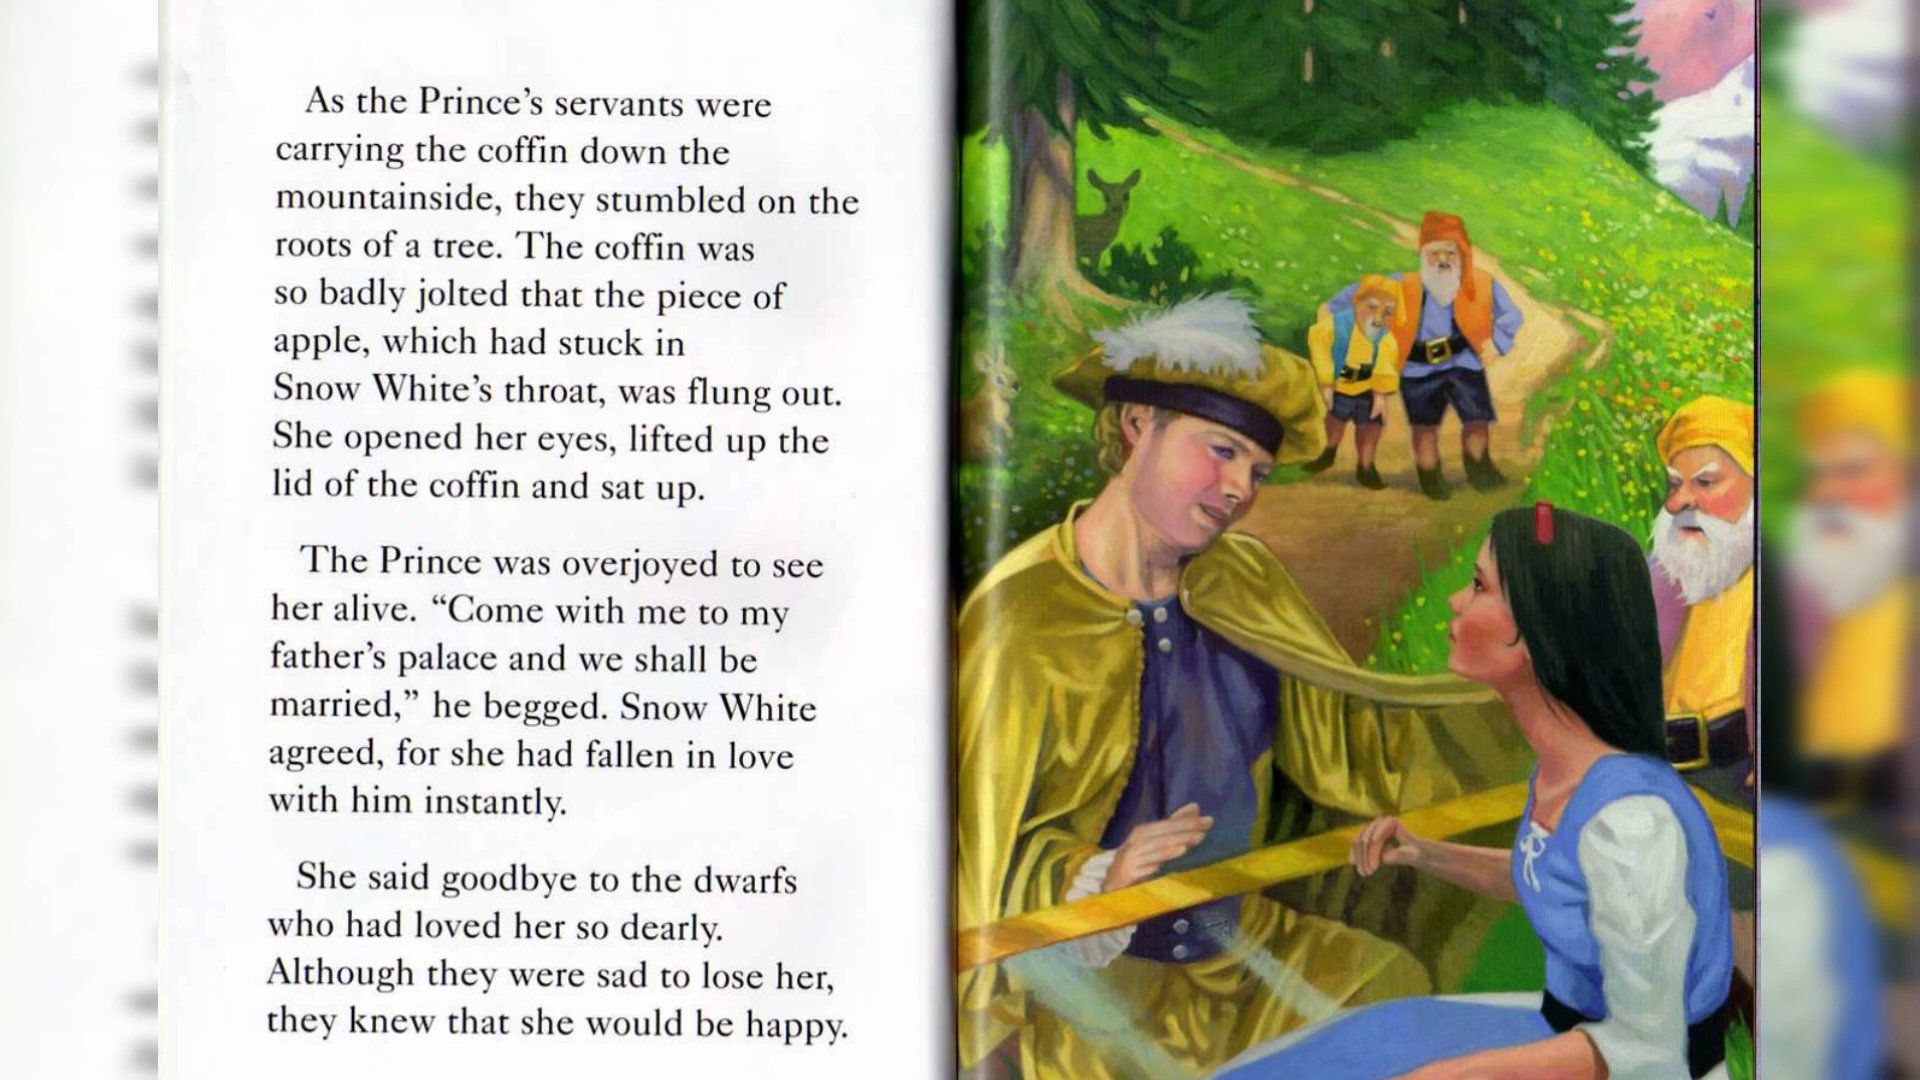 As the Prince’s servants were
carrying the coffin down the
mountainside, they stumbled on the
roots of a tree. The coffin was
so badly jolted that the piece of
apple, which had stuck in
Snow White’s throat, was flung out.
She opened her eyes, lifted up the
lid of the coffin and sat up.
The Prince was overjoyed to see
her alive. “Come with me to my
father’s palace and we shall be
married,” he begged. Snow White
agreed, for she had fallen in love
with him instantly.
She said goodbye to the dwarfs
who had loved her so dearly.
Although they were sad to lose her,
they knew that she would be happy.